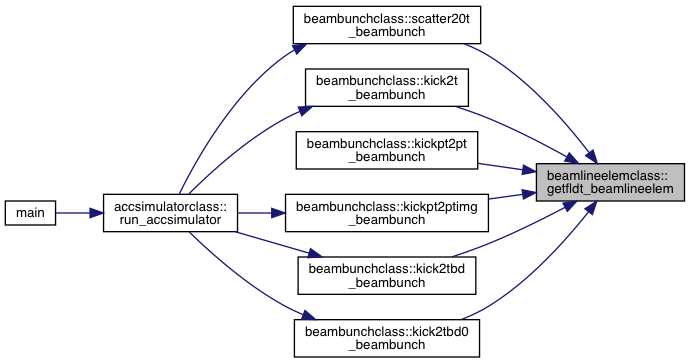 beambunchclass::scatter20t
_beambunch
beambunchclass::kick2t
_beambunch
beambunchclass::kickpt2pt
_beambunch
beamlineelemclass::
getfldt_beamlineelem
main
accsimulatorclass::
run_accsimulator
beambunchclass::kickpt2ptimg
_beambunch
beambunchclass::kick2tbd
_beambunch
beambunchclass::kick2tbd0
_beambunch